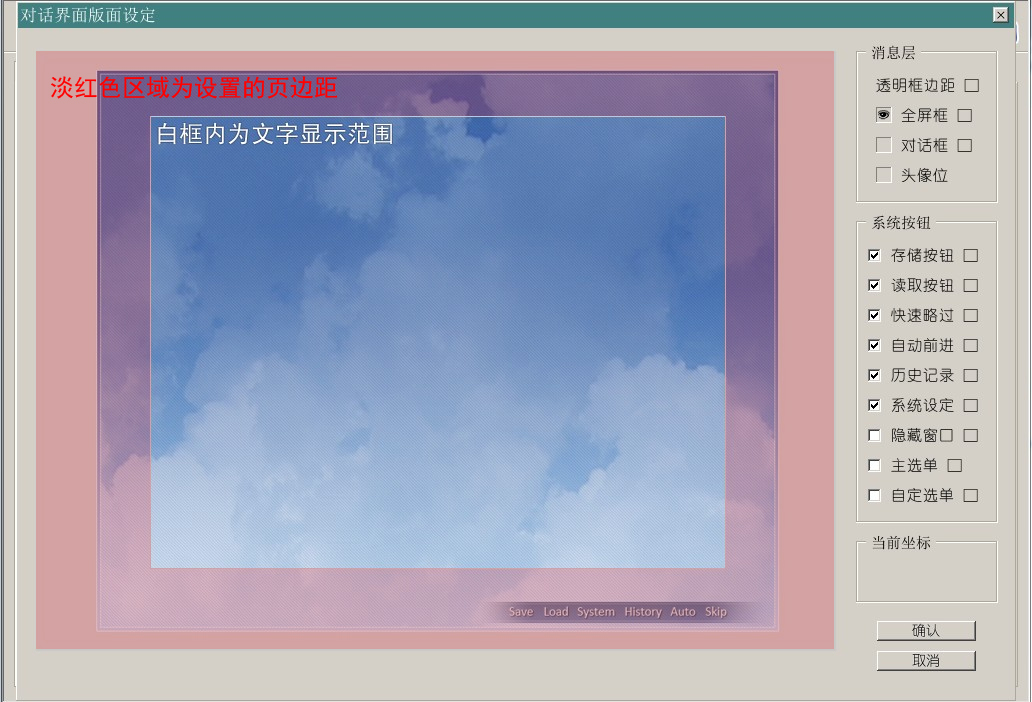 对话界面版面设定
淡红色区域为设置的页边距
白框内为文字显示范围
Save Load System History Auto Skip
消息层
透明框边距
全屏框
对话框
头像位
系统按钮
存储按钮
读取按钮
快速略过
自动前进
历史记录
系统设定
隐藏窗口
主选单
自定选单
当前坐标
确认
取消